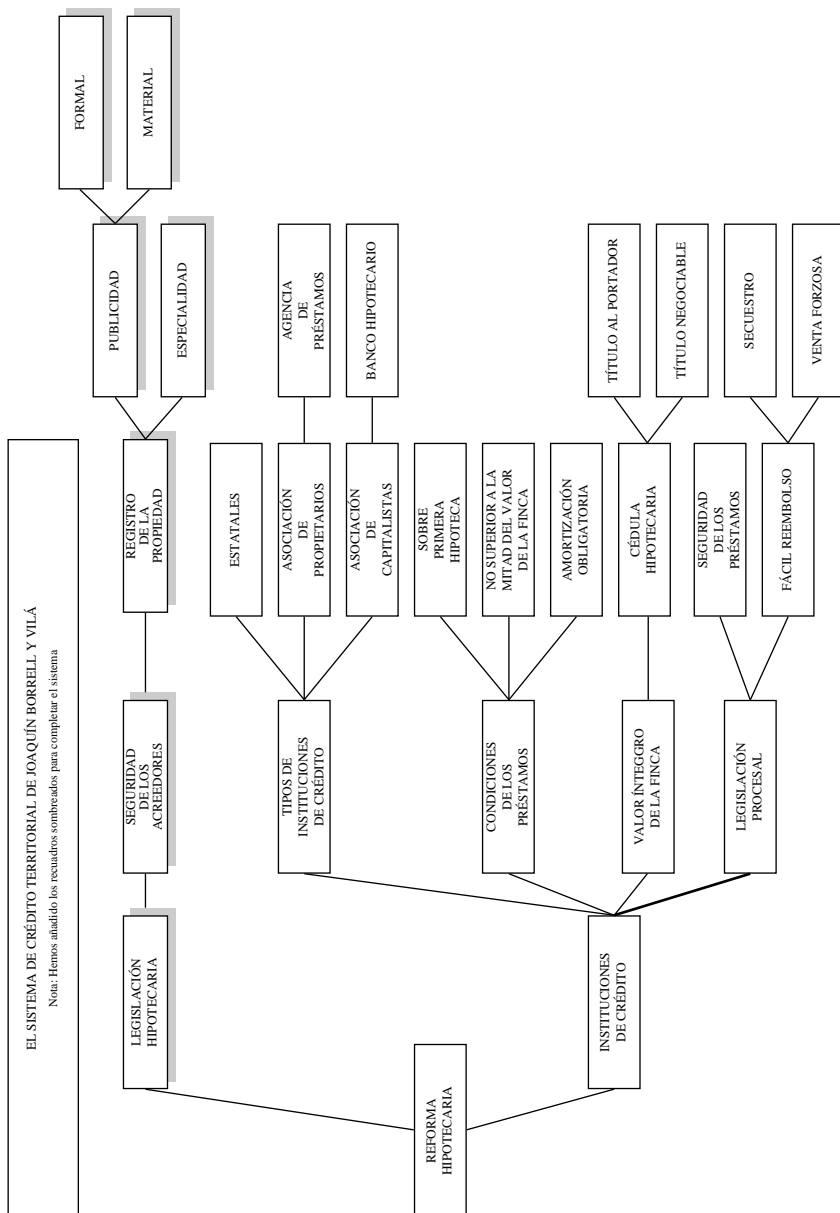 EL SISTEMA DE CRÉDITO TERRITORIAL DE JOAQUÍN BORRELL Y VILÁ
Nota: Hemos añadido los recuadros sombreados para completar el sistema
REFORMA
HIPOTECARIA
LEGISLACIÓN
HIPOTECARIA
SEGURIDAD
DE LOS
ACREEDORES
REGISTRO
DE LA
PROPIEDAD
PUBLICIDAD
FORMAL
MATERIAL
ESPECIALIDAD
INSTITUCIONES
DE CRÉDITO
TIPOS DE
INSTITUCIONES
DE CRÉDITO
ESTATALES
ASOCIACIÓN
DE
PROPIETARIOS
AGENCIA
DE
PRÉSTAMOS
ASOCIACIÓN
DE
CAPITALISTAS
BANCO HIPOTECARIO
CONDICIONES
DE LOS
PRÉSTAMOS
SOBRE
PRIMERA
HIPOTECA
NO SUPERIOR A LA
MITAD DEL VALOR
DE LA FINCA
AMORTIZACIÓN
OBLIGATORIA
VALOR ÍNTEGGRO
DE LA FINCA
CÉDULA
HIPOTECARIA
TÍTULO AL PORTADOR
TÍTULO NEGOCIABLE
LEGISLACIÓN
PROCESAL
SEGURIDAD
DE LOS
PRÉSTAMOS
FÁCIL REEMBOLSO
SECUESTRO
VENTA FORZOSA